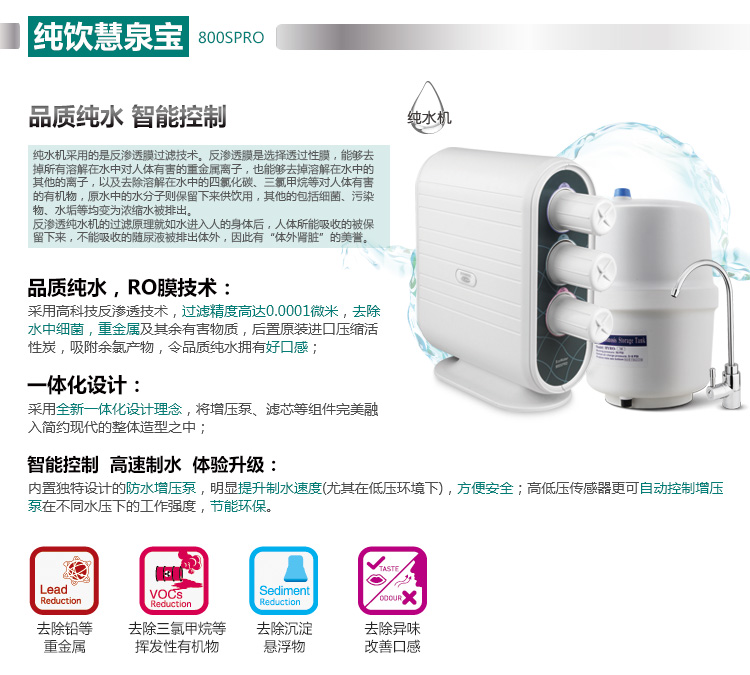 纯饮慧泉宝 800SPRO
品质纯水 智能控制
纯水机
纯水机采用的是反渗透膜过滤技术。反渗透膜是选择透过性膜，能够去
掉所有溶解在水中对人体有害的重金属离子，也能够去掉溶解在水中的
其他的离子，以及去除溶解在水中的四氯化碳、三氯甲烷等对人体有害
的有机物，原水中的水分子则保留下来供饮用，其他的包括细菌、污染
物、水垢等均变为浓缩水被排出。
反渗透纯水机的过滤原理就如水进入人的身体后，人体所能吸收的被保
留下来，不能吸收的随尿液被排出体外，因此有“体外肾脏”的美誉。
品质纯水，RO膜技术：
采用高科技反渗透技术，过滤精度高达0.0001微米，去除
水中细菌，重金属及其余有害物质，后置原装进口压缩活
性炭，吸附余氯产物，令品质纯水拥有好口感；
一体化设计：
采用全新一体化设计理念，将增压泵、滤芯等组件完美融
入简约现代的整体造型之中；
Storage Tank
智能控制 高速制水 体验升级：
内置独特设计的防水增压泵，明显提升制水速度(尤其在低压环境下)，方便安全；高低压传感器更可自动控制增压
泵在不同水压下的工作强度，节能环保。
Lead
Reduction
去除铅等
重金属
VOCs
Reduction
去除三氯甲烷等
挥发性有机物
Sediment
Reduction
去除沉淀
悬浮物
TASTE
ODOUR
去除异味
改善口感